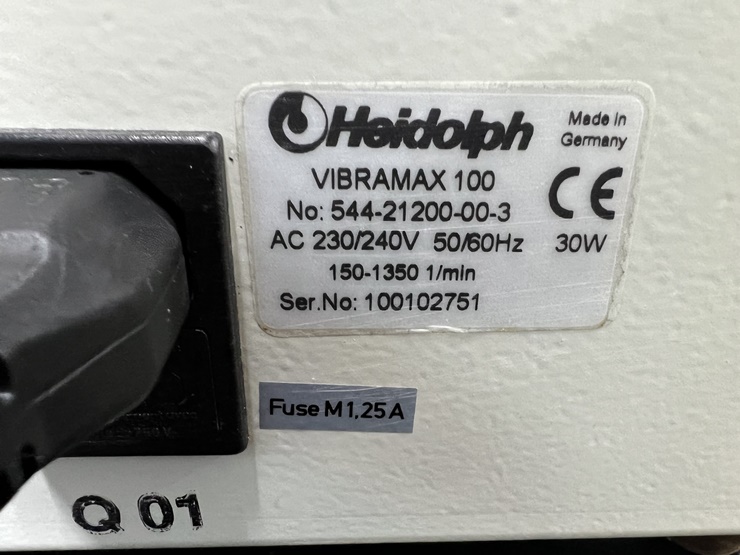 Heidolph
Made in
Germany
VIBRAMAX 100
No: 544-21200-00-3
CE
AC 230/240V 50/60Hz 30W
150-1350 1/min
Ser.No: 100102751
Fuse M1,25A
Q 01